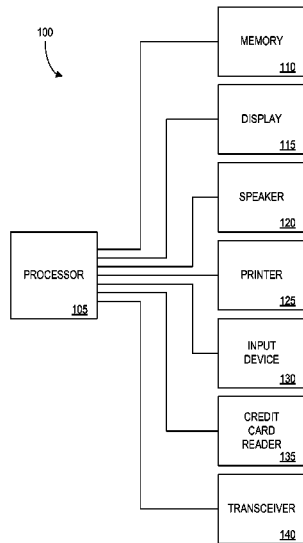 100
MEMORY
110
DISPLAY
115
SPEAKER
120
PROCESSOR
105
PRINTER
125
INPUT
DEVICE
130
CREDIT
CARD
READER
135
TRANSCEIVER
140